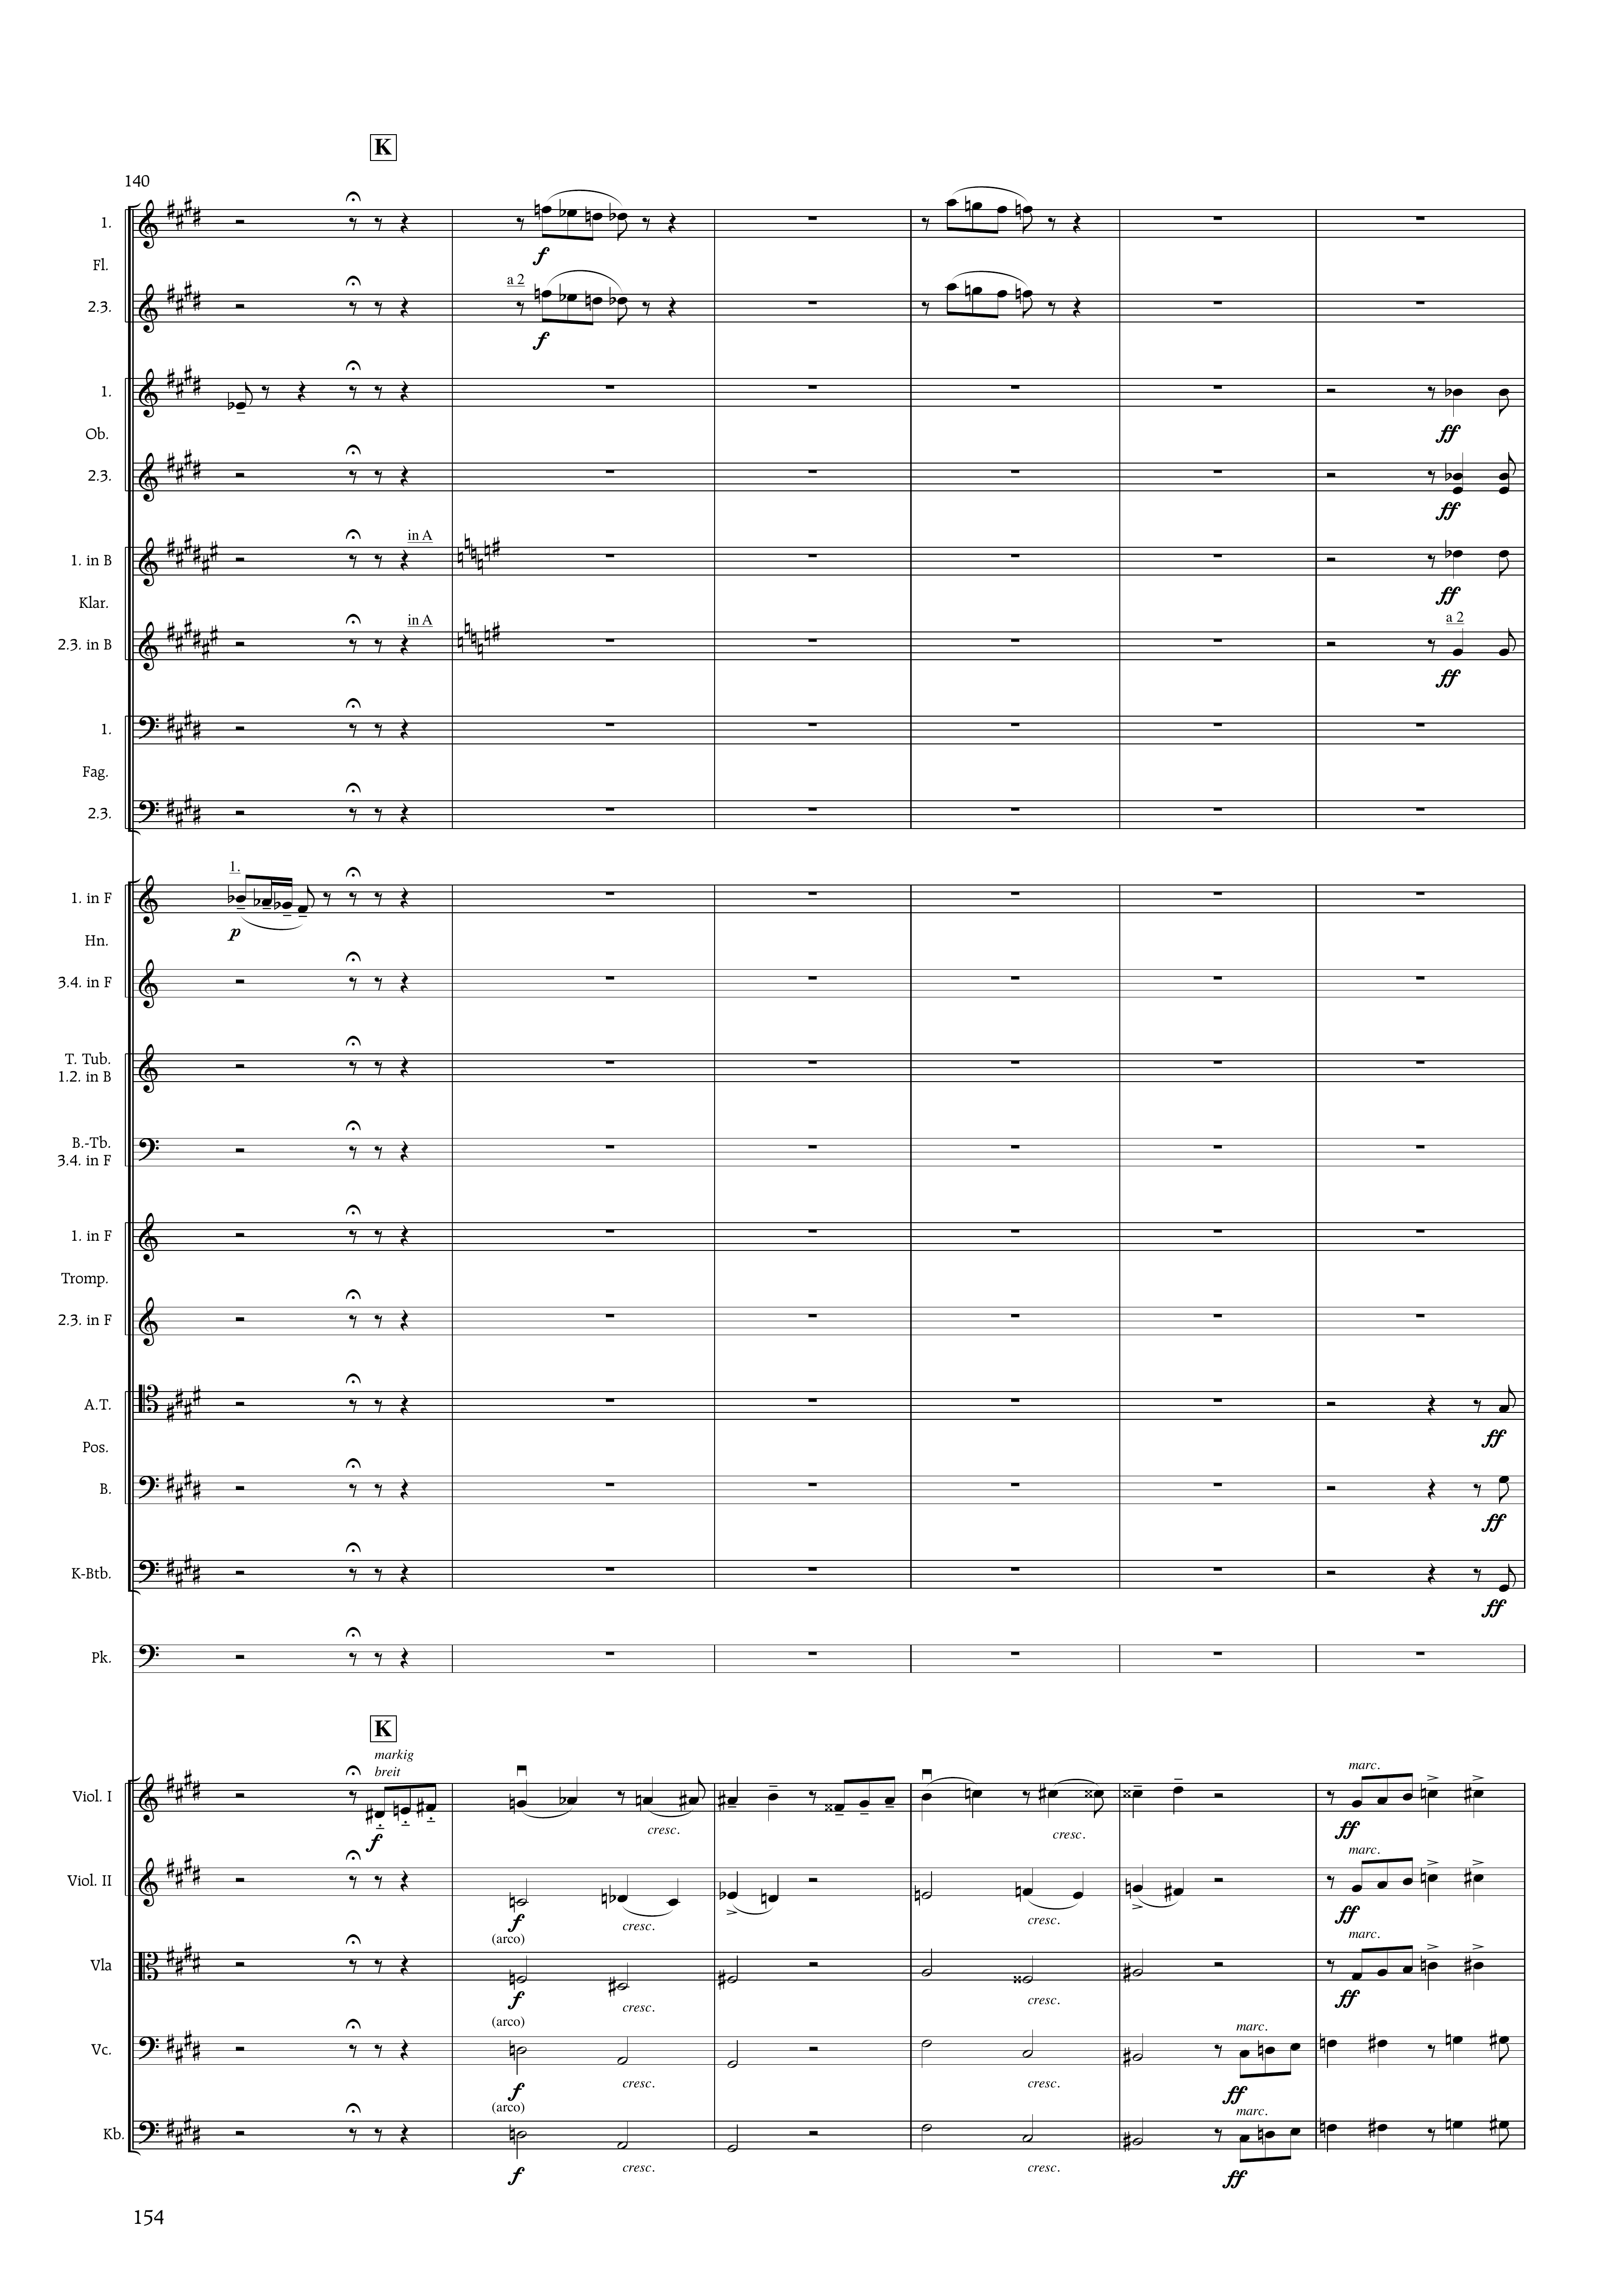 K
140
1.
Fl.
a 2
2.3.
f
f
1.
Ob.
ff
2.3.
ff
in A
1. in B
Klar.
ff
in A
a 2
2.3. in B
ff
1.
Fag.
2.3.
1.
1. in F
p
Hn.
3.4. in F
T. Tub.
1.2. in B
B.-Tb.
3.4. in F
1. in F
Tromp.
2.3. in F
A.T.
ff
Pos.
B.
ff
K-Btb.
ff
Pk.
K
markig
breit
marc.
Viol. I
f
cresc.
cresc.
ff
marc.
Viol. II
f
cresc.
cresc.
ff
(arco)
marc.
Vla
f
cresc.
cresc.
ff
(arco)
marc.
Vc.
f
cresc.
cresc.
ff
(arco)
marc.
Kb.
f
cresc.
cresc.
ff
154